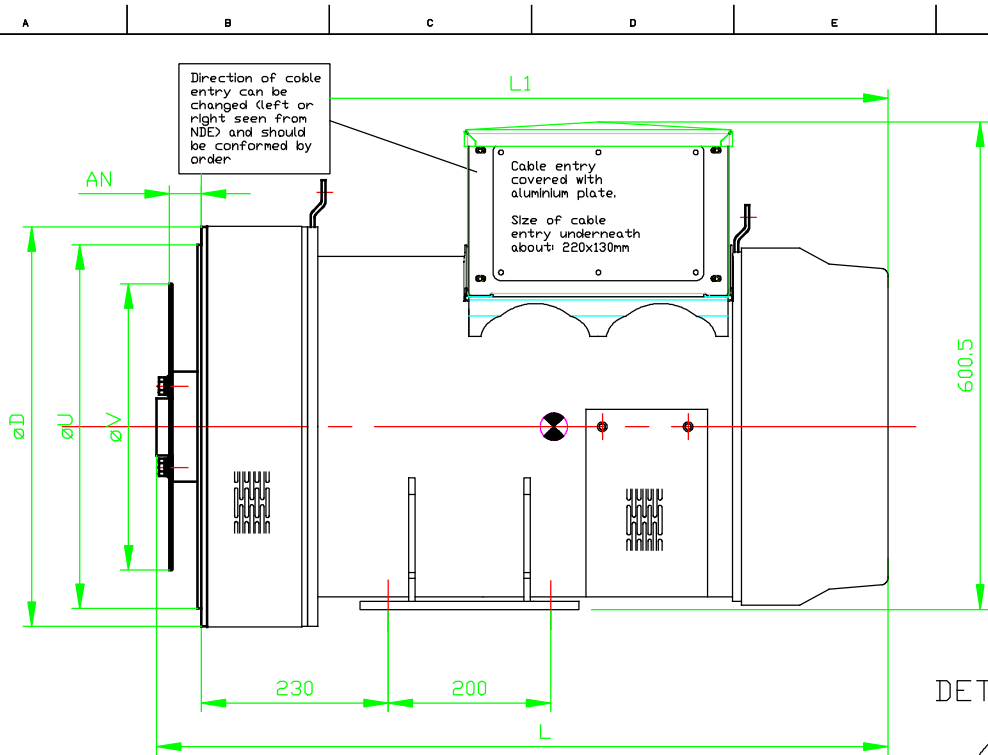 A B C D E
Direction of coble
entry can be
changed (left or
right seen from
NDE) and should
be conformed by
order
L1
Cable entry
covered with
aluminium plate.
Size of cable
entry underneath
about: 220x130mm
AN
600.5
øD
øU
øV
230
200
L
DET